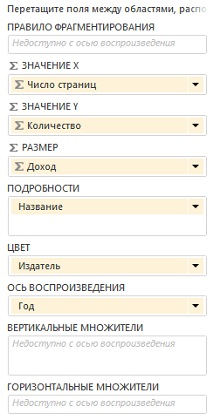 Перетащите поля между областями, распо
ПРАВИЛО ФРАГМЕНТИРОВАНИЯ
Недоступно с осью воспроизведения
Σ ЗНАЧЕНИЕ X
Σ Число страниц
Σ ЗНАЧЕНИЕ Y
Σ Количество
Σ РАЗМЕР
Σ Доход
ПОДРОБНОСТИ
Название
ЦВЕТ
Издатель
ОСЬ ВОСПРОИЗВЕДЕНИЯ
Год
ВЕРТИКАЛЬНЫЕ МНОЖИТЕЛИ
Недоступно с осью воспроизведения
ГОРИЗОНТАЛЬНЫЕ МНОЖИТЕЛИ
Недоступно с осью воспроизведения